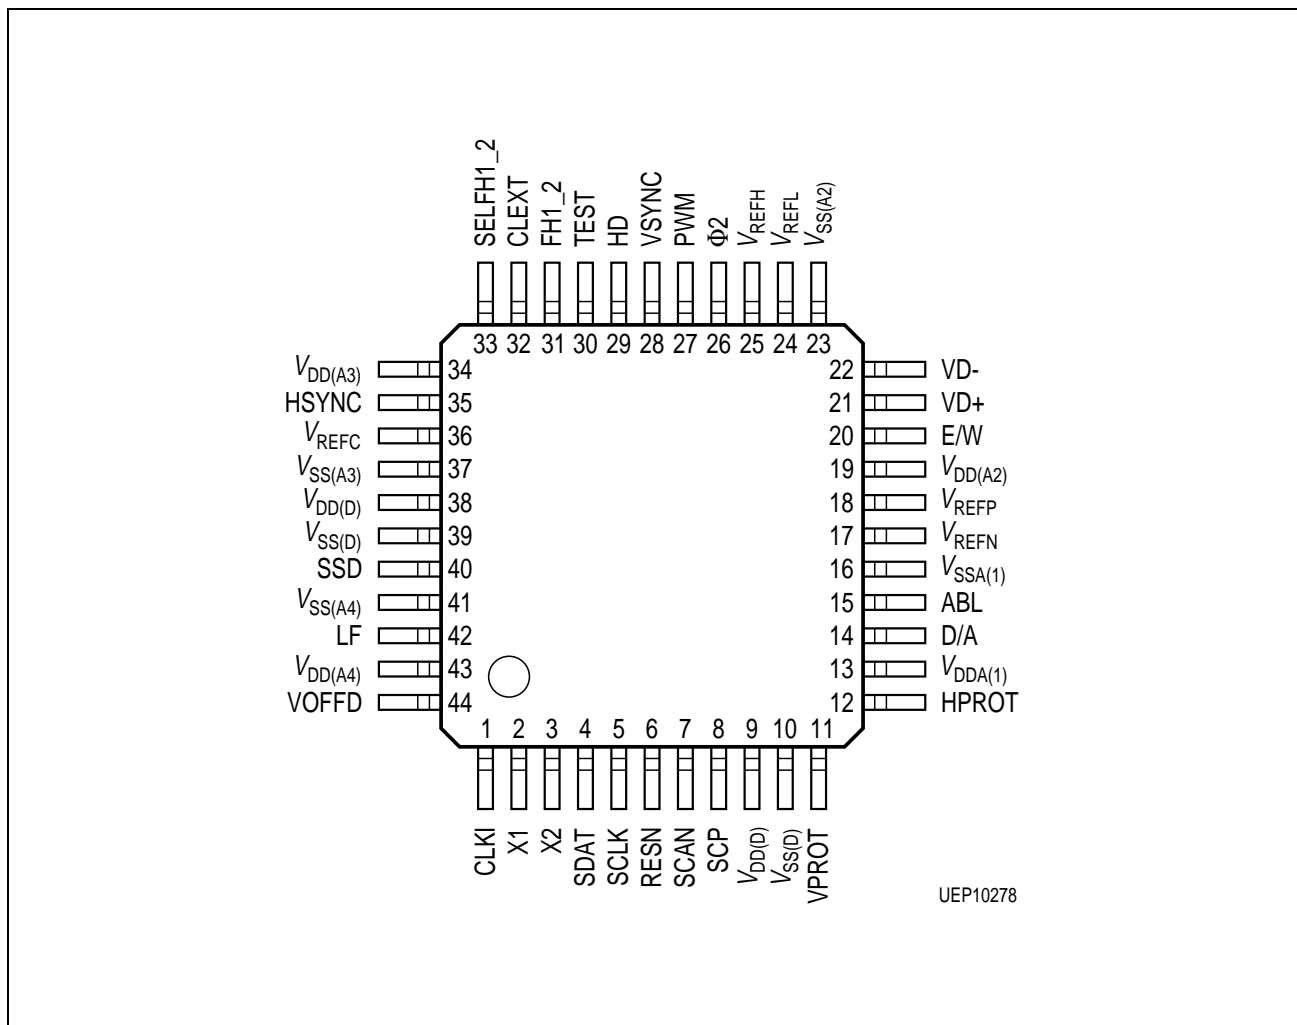 SELFH1_2
CLEXT
FH1_2
TEST
HD
VSYNC
PWM
Φ2
VREFH
VREFL
VSS(A2)
33 32 31 30 29 28 27 26 25 24 23
VDD(A3) 34
HSYNC 35
VREFC 36
VSS(A3) 37
VDD(D) 38
VSS(D) 39
SSD 40
VSS(A4) 41
LF 42
VDD(A4) 43
VOFFD 44
22 VD-
21 VD+
20 E/W
19 VDD(A2)
18 VREFP
17 VREFN
16 VSSA(1)
15 ABL
14 D/A
13 VDDA(1)
12 HPROT
1 2 3 4 5 6 7 8 9 10 11
CLKI
X1
X2
SDAT
SCLK
RESN
SCAN
SCP
VDD(D)
VSS(D)
VPROT
UEP10278